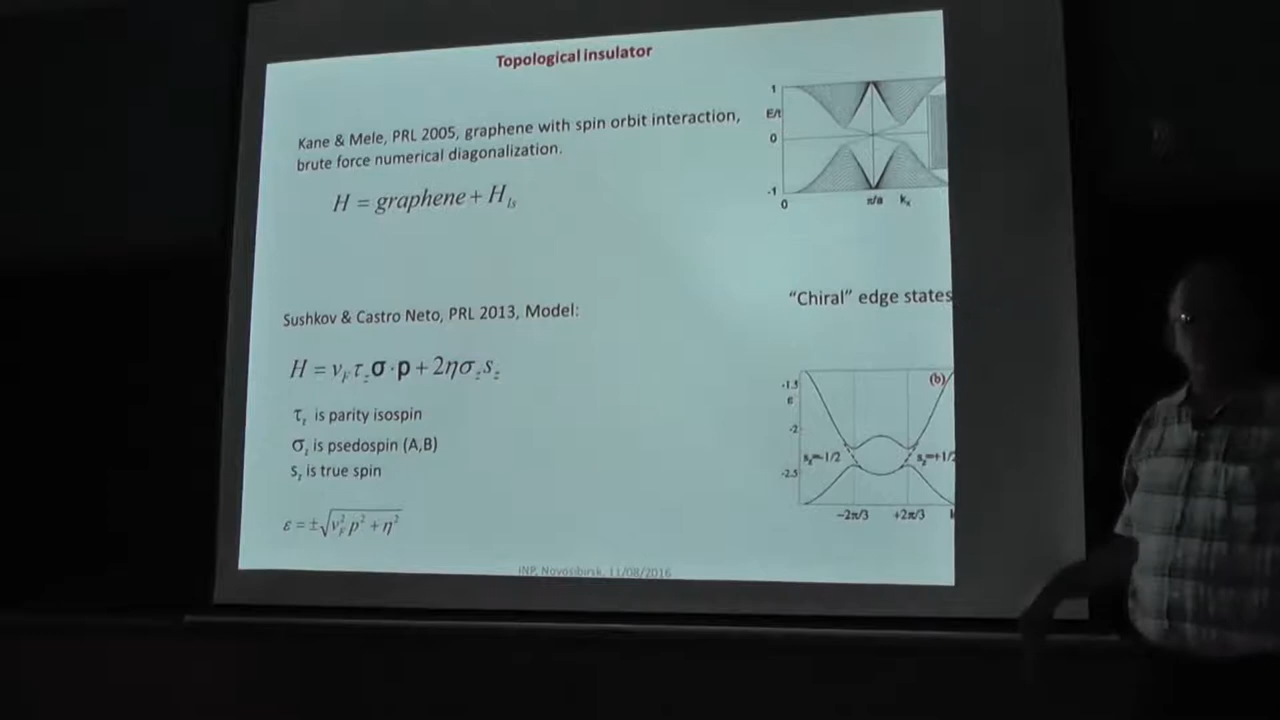 Topological insulator
Kane & Mele, PRL 2005, graphene with spin orbit interaction,
brute force numerical diagonalization.
H = graphene + H_ls
1
E/t
0
-1
0
π/a
k_x
Sushkov & Castro Neto, PRL 2013, Model:
"Chiral" edge states
H = v_F τ_z σ·p + 2ησ_z s_z
τ_z is parity isospin
σ_z is psedospin (A,B)
s_z is true spin
ε = ±√(v_F² p² + η²)
(b)
-1.5
ε
-2
s_z=-1/2
s_z=+1/2
-2.5
-2π/3
+2π/3
INP, Novosibirsk, 11/08/2016